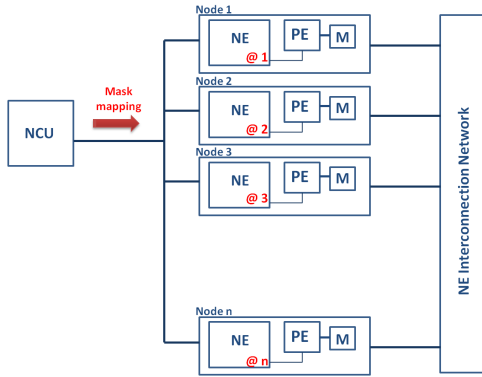 Node 1
NE
@ 1
PE
M
Node 2
NE
@ 2
PE
M
Mask
mapping
NCU
Node 3
NE
@ 3
PE
M
Node n
NE
@ n
PE
M
NE Interconnection Network